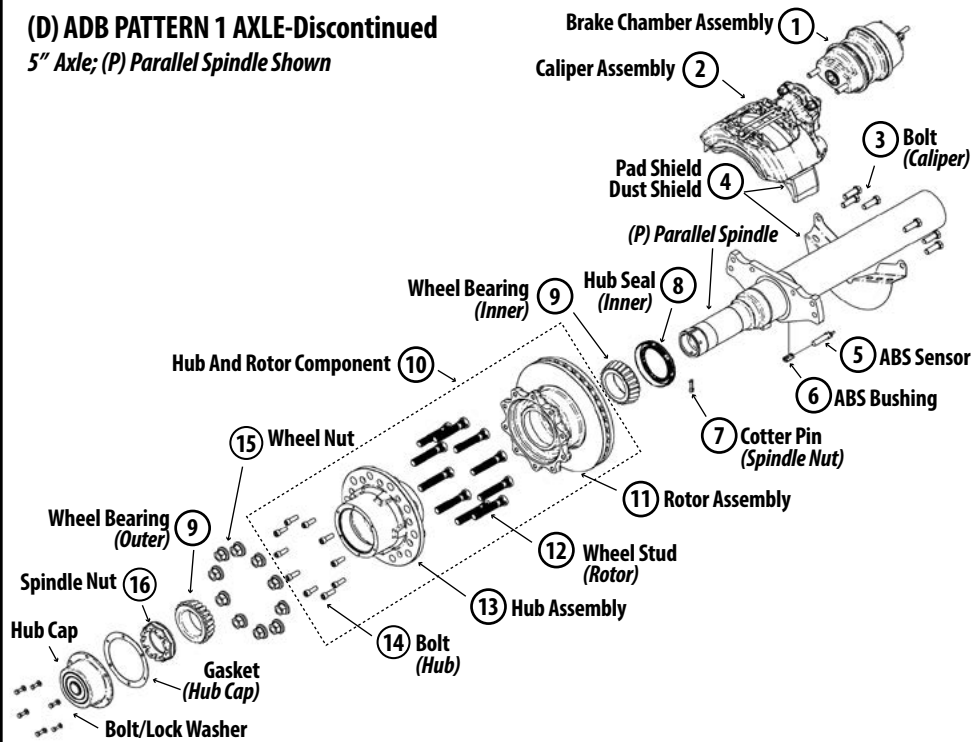 (D) ADB PATTERN 1 AXLE-Discontinued
5" Axle; (P) Parallel Spindle Shown
Brake Chamber Assembly 1
Caliper Assembly 2
3 Bolt
(Caliper)
Pad Shield
Dust Shield 4
(P) Parallel Spindle
Wheel Bearing
(Inner) 9
Hub Seal
(Inner) 8
5 ABS Sensor
6 ABS Bushing
7 Cotter Pin
(Spindle Nut)
Hub And Rotor Component 10
11 Rotor Assembly
15 Wheel Nut
12 Wheel Stud
(Rotor)
Wheel Bearing
(Outer) 9
13 Hub Assembly
Spindle Nut 16
14 Bolt
(Hub)
Hub Cap
Gasket
(Hub Cap)
Bolt/Lock Washer